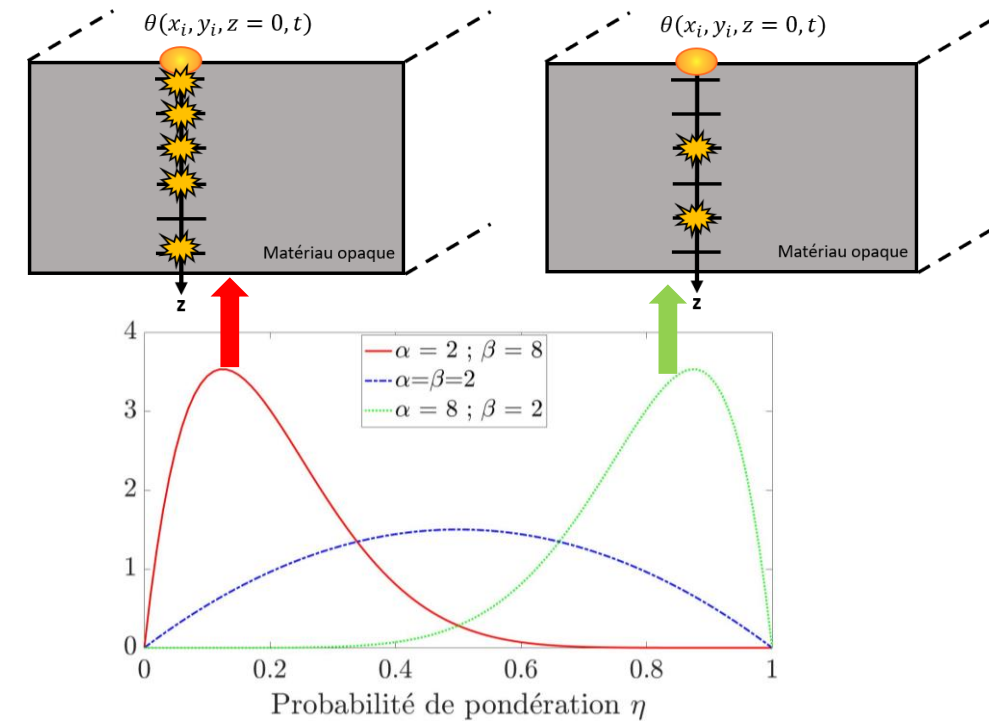 θ(x_i, y_i, z = 0, t)
θ(x_i, y_i, z = 0, t)
Matériau opaque
Matériau opaque
z
z
4
3
2
1
0
α = 2 ; β = 8
α=β=2
α = 8 ; β = 2
0
0.2
0.4
0.6
0.8
1
Probabilité de pondération η